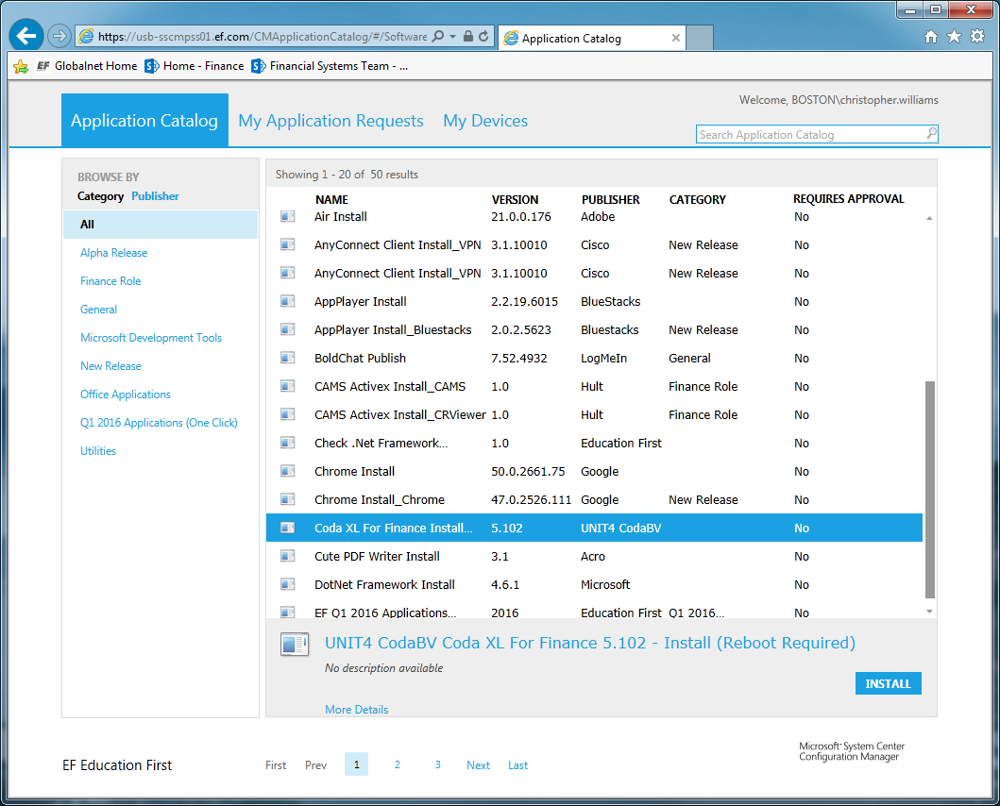 https://usb-sscmpss01.ef.com/CMApplicationCatalog/#/Software
Application Catalog
EF Globalnet Home
Home - Finance
Financial Systems Team - ...
Welcome, BOSTON\christopher.williams
Application Catalog
My Application Requests
My Devices
Search Application Catalog
BROWSE BY
Category Publisher
All
Alpha Release
Finance Role
General
Microsoft Development Tools
New Release
Office Applications
Q1 2016 Applications (One Click)
Utilities
Showing 1 - 20 of 50 results
NAME VERSION PUBLISHER CATEGORY REQUIRES APPROVAL
Air Install 21.0.0.176 Adobe No
AnyConnect Client Install_VPN 3.1.10010 Cisco New Release No
AnyConnect Client Install_VPN 3.1.10010 Cisco New Release No
AppPlayer Install 2.2.19.6015 BlueStacks No
AppPlayer Install_Bluestacks 2.0.2.5623 Bluestacks New Release No
BoldChat Publish 7.52.4932 LogMeIn General No
CAMS Activex Install_CAMS 1.0 Hult Finance Role No
CAMS Activex Install_CRViewer 1.0 Hult Finance Role No
Check .Net Framework... 1.0 Education First No
Chrome Install 50.0.2661.75 Google No
Chrome Install_Chrome 47.0.2526.111 Google New Release No
Coda XL For Finance Install... 5.102 UNIT4 CodaBV No
Cute PDF Writer Install 3.1 Acro No
DotNet Framework Install 4.6.1 Microsoft No
EF Q1 2016 Applications... 2016 Education First Q1 2016... No
UNIT4 CodaBV Coda XL For Finance 5.102 - Install (Reboot Required)
No description available
INSTALL
More Details
EF Education First
First Prev 1 2 3 Next Last
Microsoft® System Center
Configuration Manager